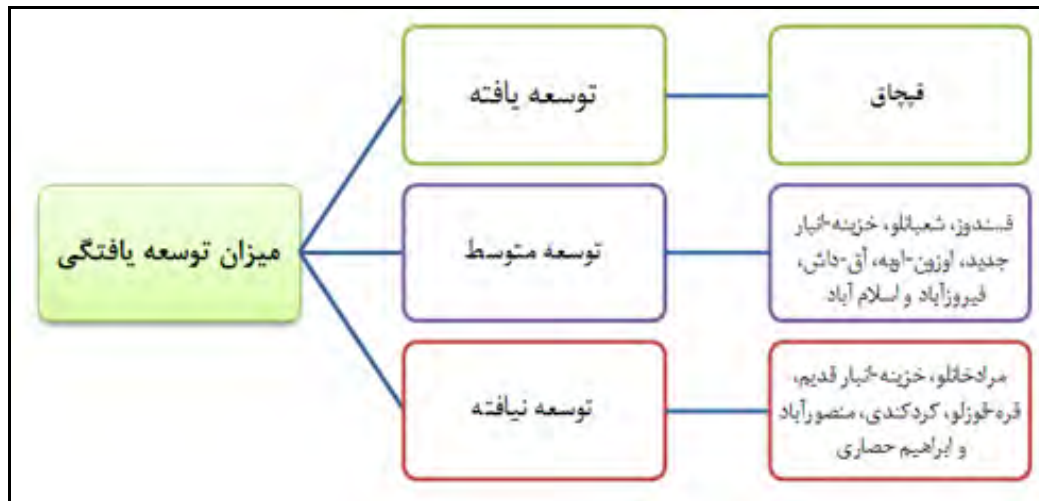 میزان توسعه یافتگی
توسعه یافته
قپچاق
توسعه متوسط
قسندوز، شعبانلو، خزینه-انبار
جدید، اوزون-اوبه، آق-داش،
فیروزآباد و اسلام آباد
توسعه نیافته
مرادخانلو، خزینه-انبار قدیم،
قره-قوزلو، کردکندی، منصورآباد
و ابراهیم حصاری